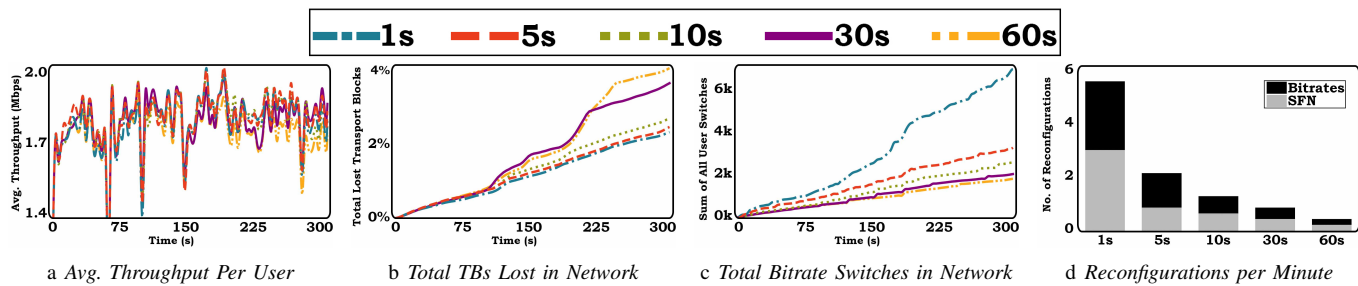 1s 5s 10s 30s 60s
Avg. Throughput (Mbps)
2.0
1.7
1.4
75 150 225 300
Time (s)
a Avg. Throughput Per User
Total Lost Transport Blocks
4%
2%
0%
75 150 225 300
Time (s)
b Total TBs Lost in Network
Sum of All User Switches
6k
4k
2k
0k
75 150 225 300
Time (s)
c Total Bitrate Switches in Network
No. of Reconfigurations
6
4
2
0
Bitrates
SFN
1s 5s 10s 30s 60s
d Reconfigurations per Minute